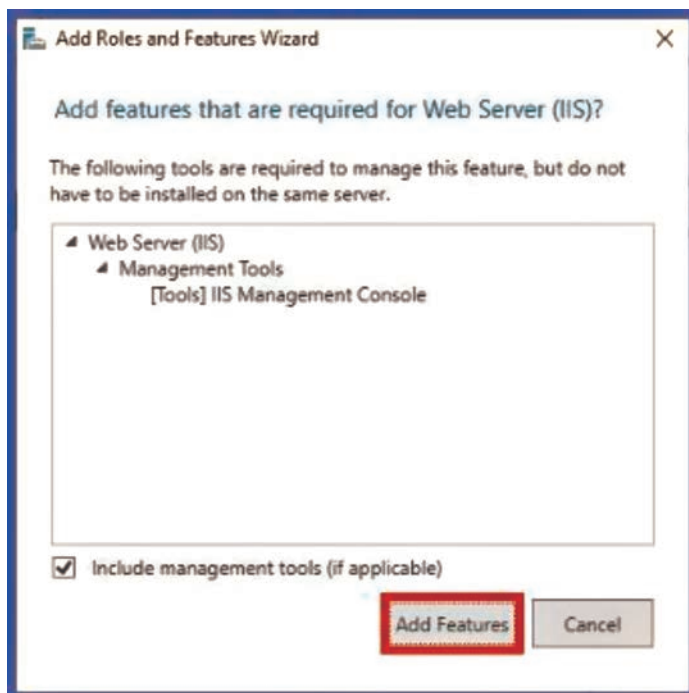 Add Roles and Features Wizard
Add features that are required for Web Server (IIS)?
The following tools are required to manage this feature, but do not
have to be installed on the same server.
Web Server (IIS)
Management Tools
[Tools] IIS Management Console
Include management tools (if applicable)
Add Features
Cancel